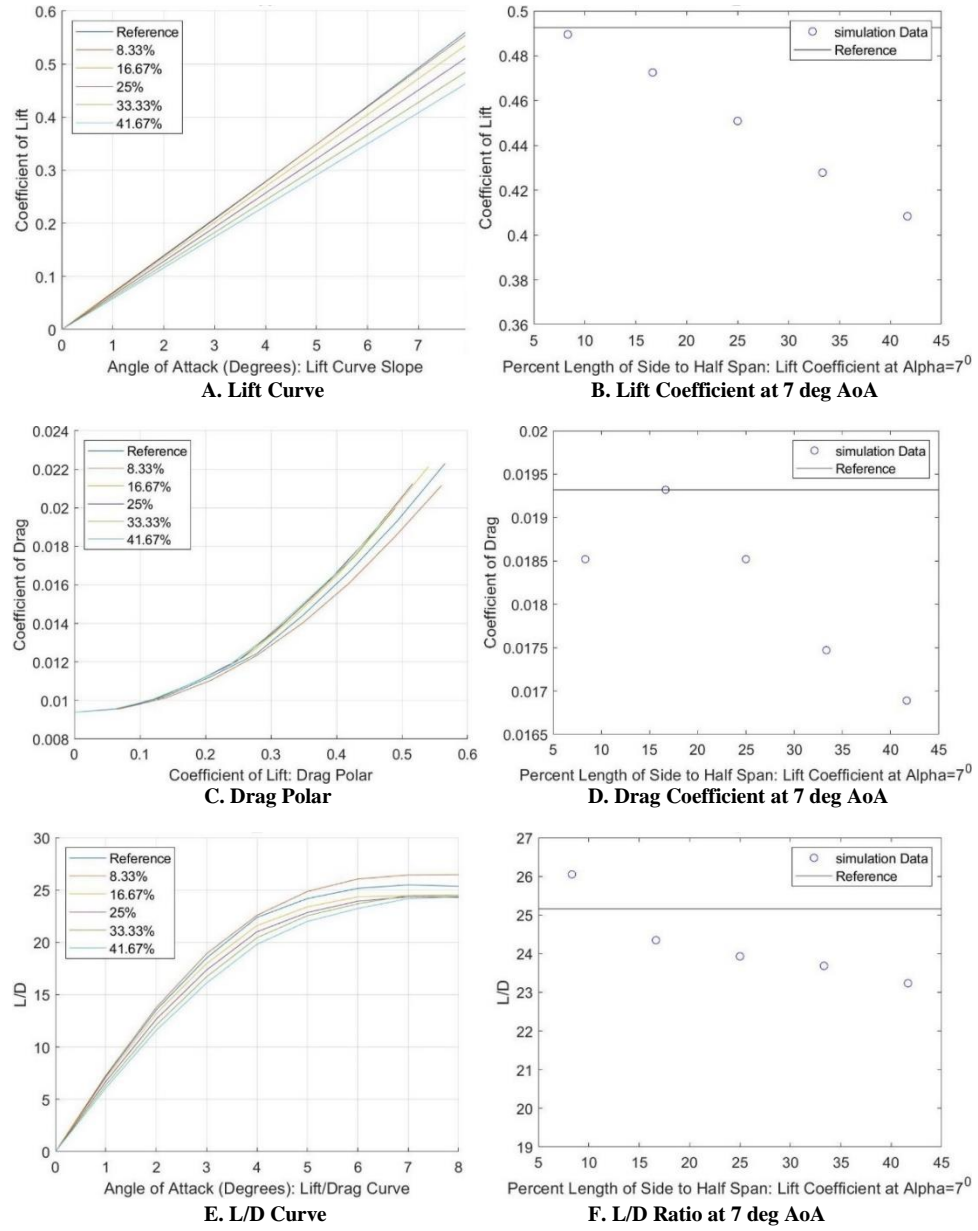 Reference
8.33%
16.67%
25%
33.33%
41.67%
Coefficient of Lift
0.5
0.4
0.3
0.2
0.1
0
0 1 2 3 4 5 6 7
Angle of Attack (Degrees): Lift Curve Slope
A. Lift Curve
simulation Data
Reference
Coefficient of Lift
0.5
0.48
0.46
0.44
0.42
0.4
0.38
0.36
5 10 15 20 25 30 35 40 45
Percent Length of Side to Half Span: Lift Coefficient at Alpha=7⁰
B. Lift Coefficient at 7 deg AoA
Reference
8.33%
16.67%
25%
33.33%
41.67%
Coefficient of Drag
0.024
0.022
0.02
0.018
0.016
0.014
0.012
0.01
0.008
0 0.1 0.2 0.3 0.4 0.5 0.6
Coefficient of Lift: Drag Polar
C. Drag Polar
simulation Data
Reference
Coefficient of Drag
0.02
0.0195
0.019
0.0185
0.018
0.0175
0.017
0.0165
5 10 15 20 25 30 35 40 45
Percent Length of Side to Half Span: Lift Coefficient at Alpha=7⁰
D. Drag Coefficient at 7 deg AoA
Reference
8.33%
16.67%
25%
33.33%
41.67%
L/D
30
25
20
15
10
5
0
0 1 2 3 4 5 6 7 8
Angle of Attack (Degrees): Lift/Drag Curve
E. L/D Curve
simulation Data
Reference
L/D
27
26
25
24
23
22
21
20
19
5 10 15 20 25 30 35 40 45
Percent Length of Side to Half Span: Lift Coefficient at Alpha=7⁰
F. L/D Ratio at 7 deg AoA